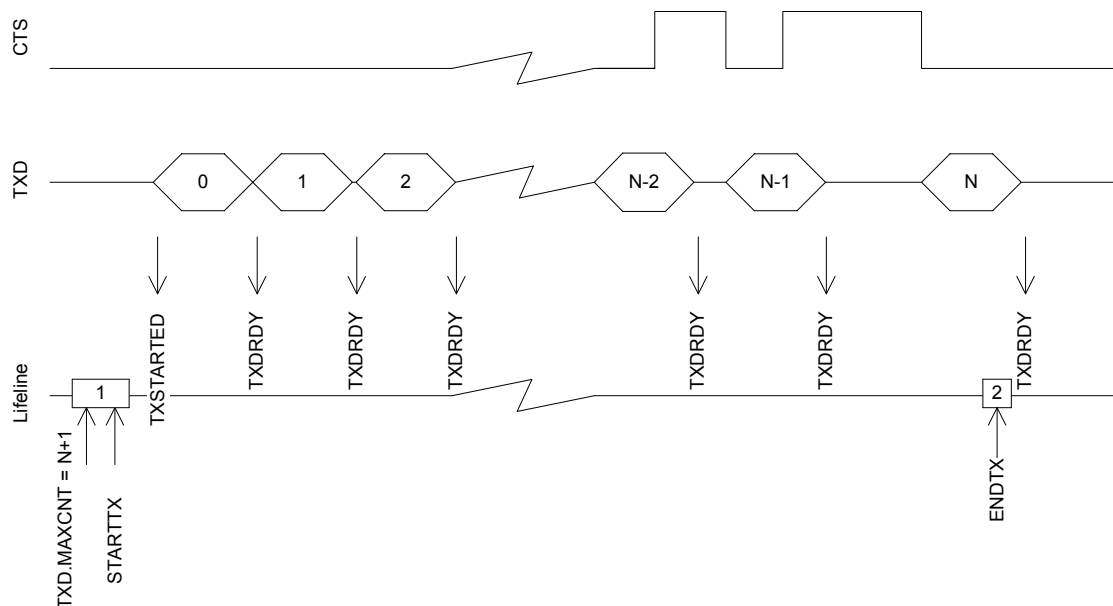 CTS
TXD
0
1
2
N-2
N-1
N
TXSTARTED
TXDRDY
TXDRDY
TXDRDY
TXDRDY
TXDRDY
TXDRDY
Lifeline
1
2
TXD.MAXCNT = N+1
STARTTX
ENDTX